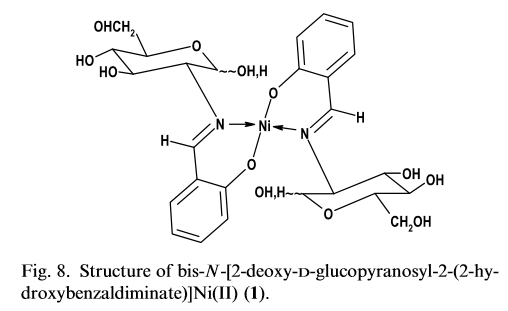 OHCH₂
HO
HO
O
OH,H
O
N
Ni
N
H
H
O
OH
OH
OH,H
O
CH₂OH
Fig. 8. Structure of bis-N-[2-deoxy-D-glucopyranosyl-2-(2-hy-
droxybenzaldiminate)]Ni(II) (1).